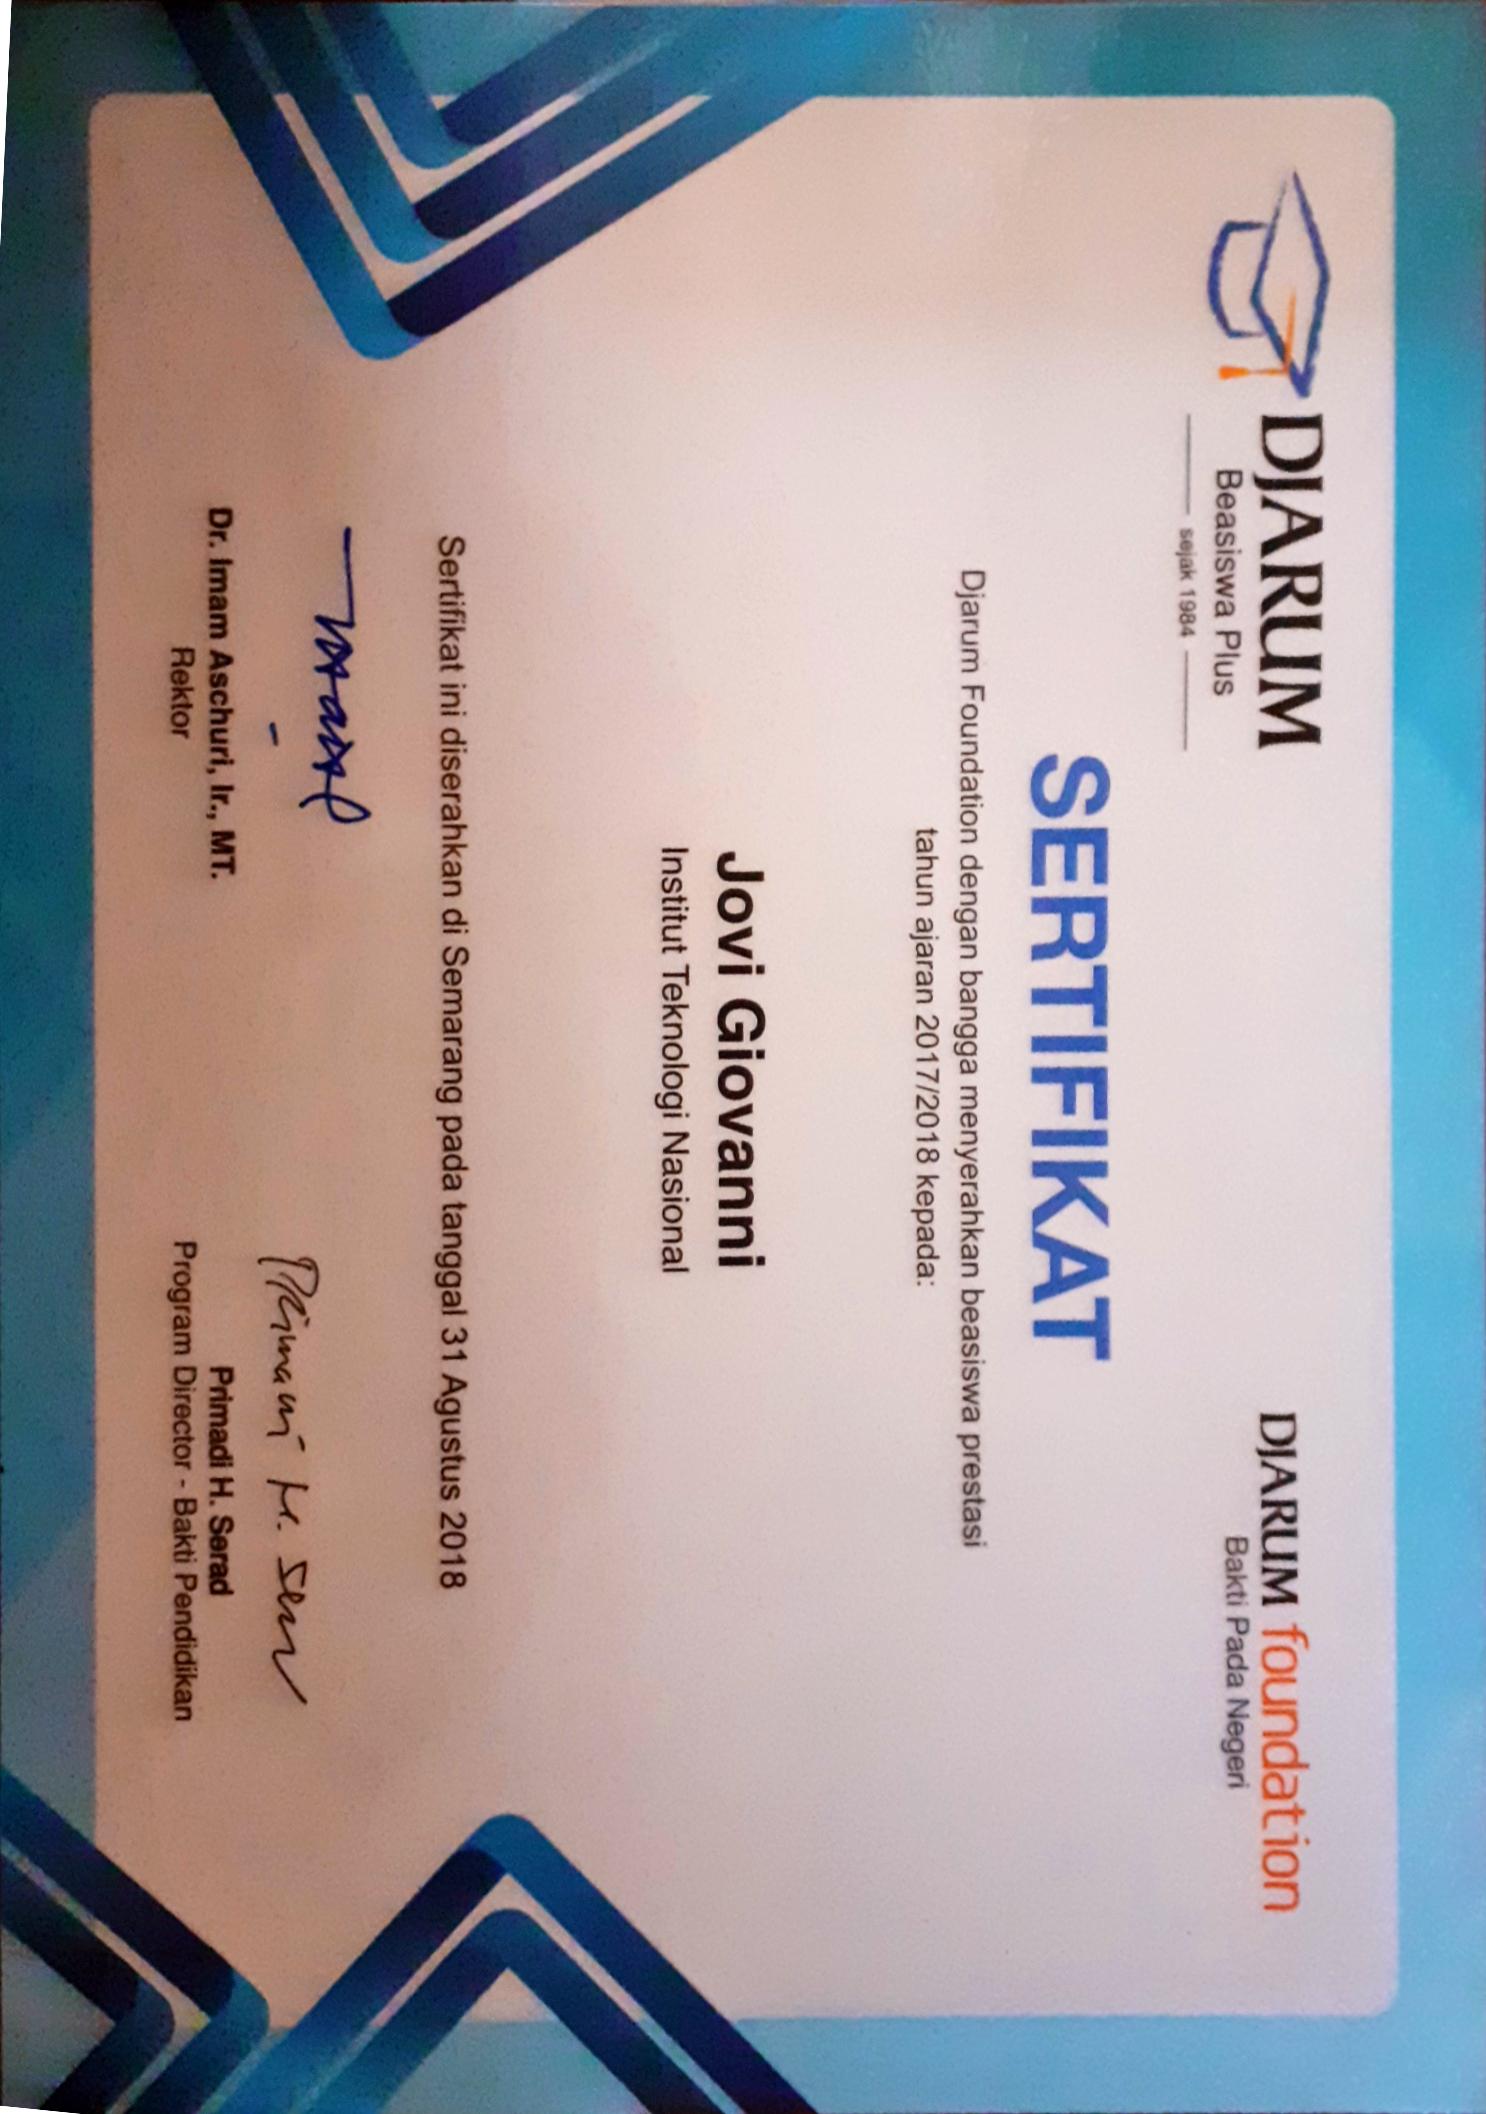 DJARUM
Beasiswa Plus
sejak 1984
DJARUM foundation
Bakti Pada Negeri
SERTIFIKAT
Djarum Foundation dengan bangga menyerahkan beasiswa prestasi
tahun ajaran 2017/2018 kepada:
Jovi Giovanni
Institut Teknologi Nasional
Sertifikat ini diserahkan di Semarang pada tanggal 31 Agustus 2018
Dr. Imam Aschuri, Ir., MT.
Rektor
Primadi H. Serad
Program Director - Bakti Pendidikan